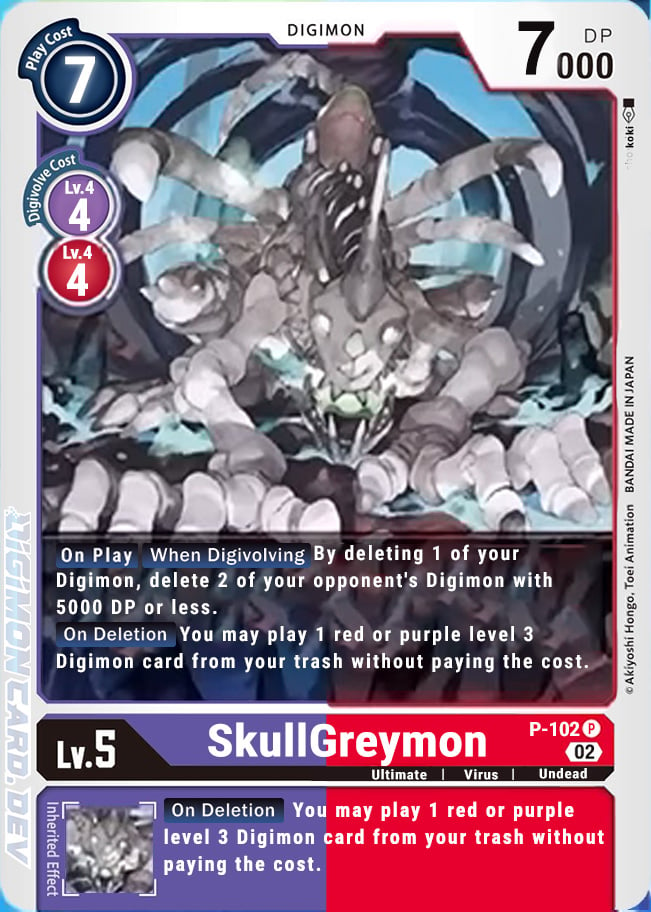 DIGIMON
Play Cost
7
7000
DP
Digivolve Cost
Lv.4
4
Lv.4
4
koki
On Play When Digivolving By deleting 1 of your
Digimon, delete 2 of your opponent's Digimon with
5000 DP or less.
On Deletion You may play 1 red or purple level 3
Digimon card from your trash without paying the cost.
© Akiyoshi Hongo, Toei Animation BANDAI MADE IN JAPAN
DIGIMON CARD.DEV
Lv.5
SkullGreymon
P-102 P
02
Ultimate | Virus | Undead
Inherited Effect
On Deletion You may play 1 red or purple
level 3 Digimon card from your trash without
paying the cost.